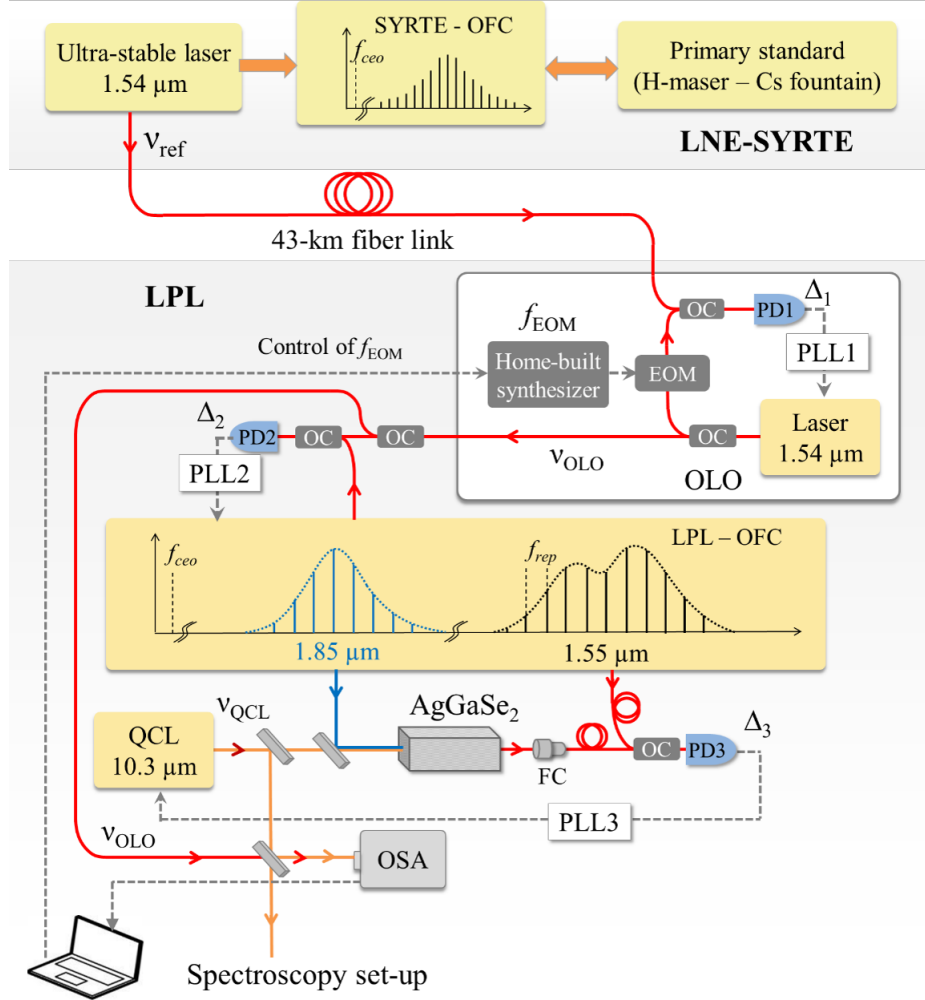 Ultra-stable laser
1.54 µm
SYRTE - OFC
f_ceo
Primary standard
(H-maser – Cs fountain)
LNE-SYRTE
ν_ref
43-km fiber link
LPL
f_EOM
Control of f_EOM
Home-built
synthesizer
EOM
OC
PD1
Δ_1
PLL1
Laser
1.54 µm
OC
ν_OLO
OLO
Δ_2
PD2
OC
OC
PLL2
LPL – OFC
f_ceo
f_rep
1.85 µm
1.55 µm
ν_QCL
QCL
10.3 µm
AgGaSe_2
FC
OC
PD3
Δ_3
PLL3
ν_OLO
OSA
Spectroscopy set-up